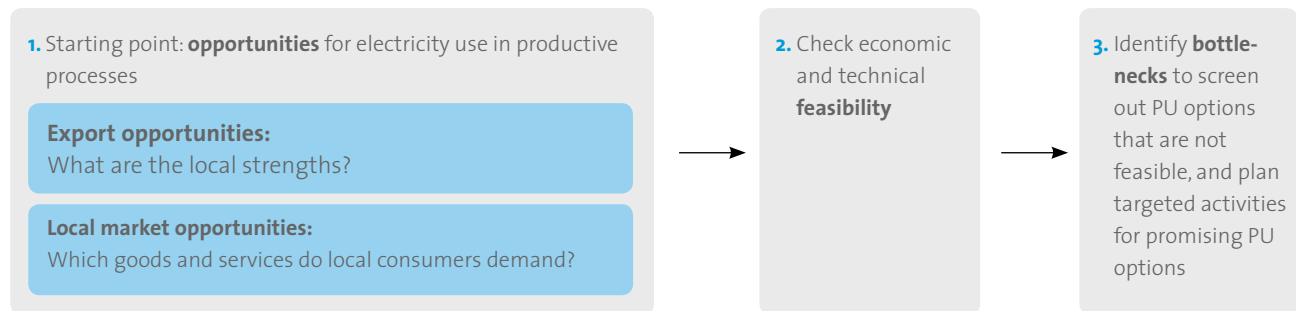 1. Starting point: opportunities for electricity use in productive
processes
Export opportunities:
What are the local strengths?
Local market opportunities:
Which goods and services do local consumers demand?
2. Check economic
and technical
feasibility
3. Identify bottle-
necks to screen
out PU options
that are not
feasible, and plan
targeted activities
for promising PU
options